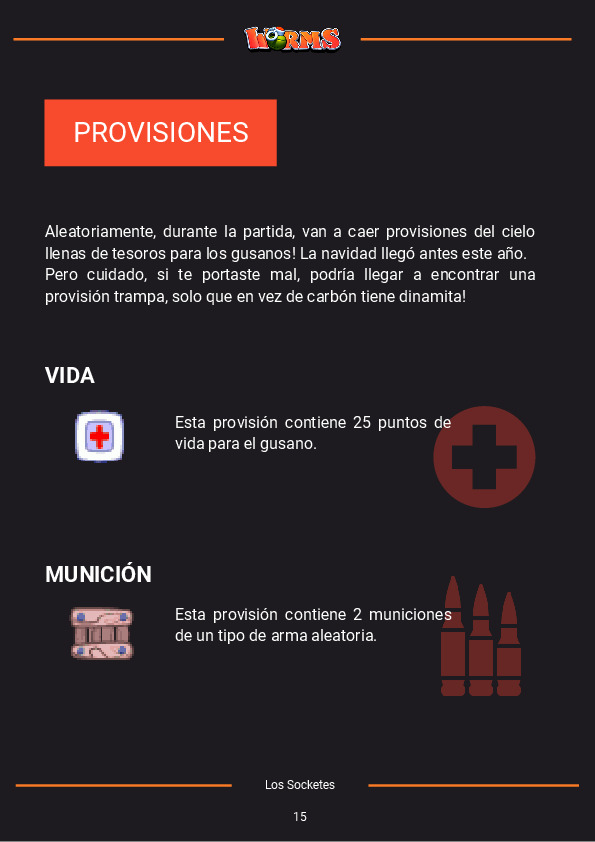 WORMS
PROVISIONES
Aleatoriamente, durante la partida, van a caer provisiones del cielo
llenas de tesoros para los gusanos! La navidad llegó antes este año.
Pero cuidado, si te portaste mal, podría llegar a encontrar una
provisión trampa, solo que en vez de carbón tiene dinamita!
VIDA
Esta provisión contiene 25 puntos de
vida para el gusano.
MUNICIÓN
Esta provisión contiene 2 municiones
de un tipo de arma aleatoria.
Los Socketes
15